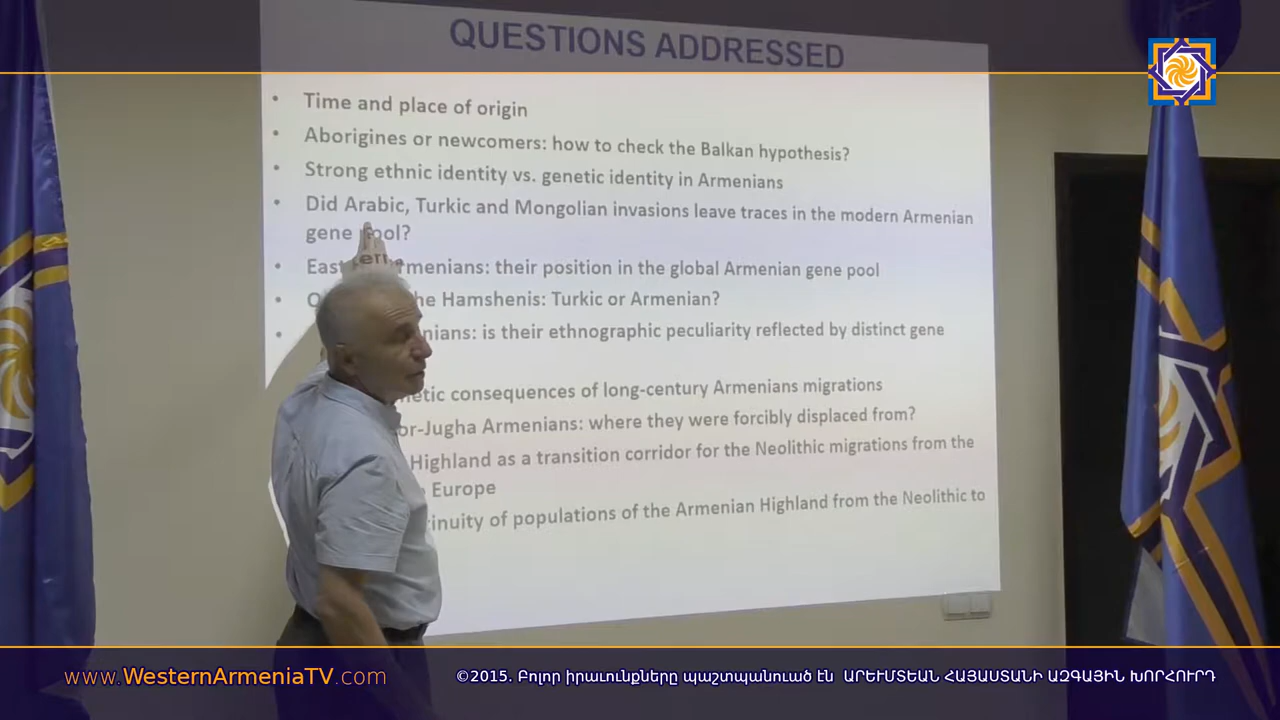 QUESTIONS ADDRESSED
• Time and place of origin
• Aborigines or newcomers: how to check the Balkan hypothesis?
• Strong ethnic identity vs. genetic identity in Armenians
• Did Arabic, Turkic and Mongolian invasions leave traces in the modern Armenian
gene pool?
• East Armenians: their position in the global Armenian gene pool
• the Hamshenis: Turkic or Armenian?
• is their ethnographic peculiarity reflected by distinct gene
consequences of long-century Armenians migrations
or-Jugha Armenians: where they were forcibly displaced from?
Highland as a transition corridor for the Neolithic migrations from the
Europe
of populations of the Armenian Highland from the Neolithic to
www.WesternArmeniaTV.com
©2015. Բոլոր իրաւունքները պաշտպանուած էն ԱՐԵՒՄՏԵԱՆ ՀԱՅԱՍՏԱՆԻ ԱԶԳԱՅԻՆ ԽՈՐՀՈՒՐԴ